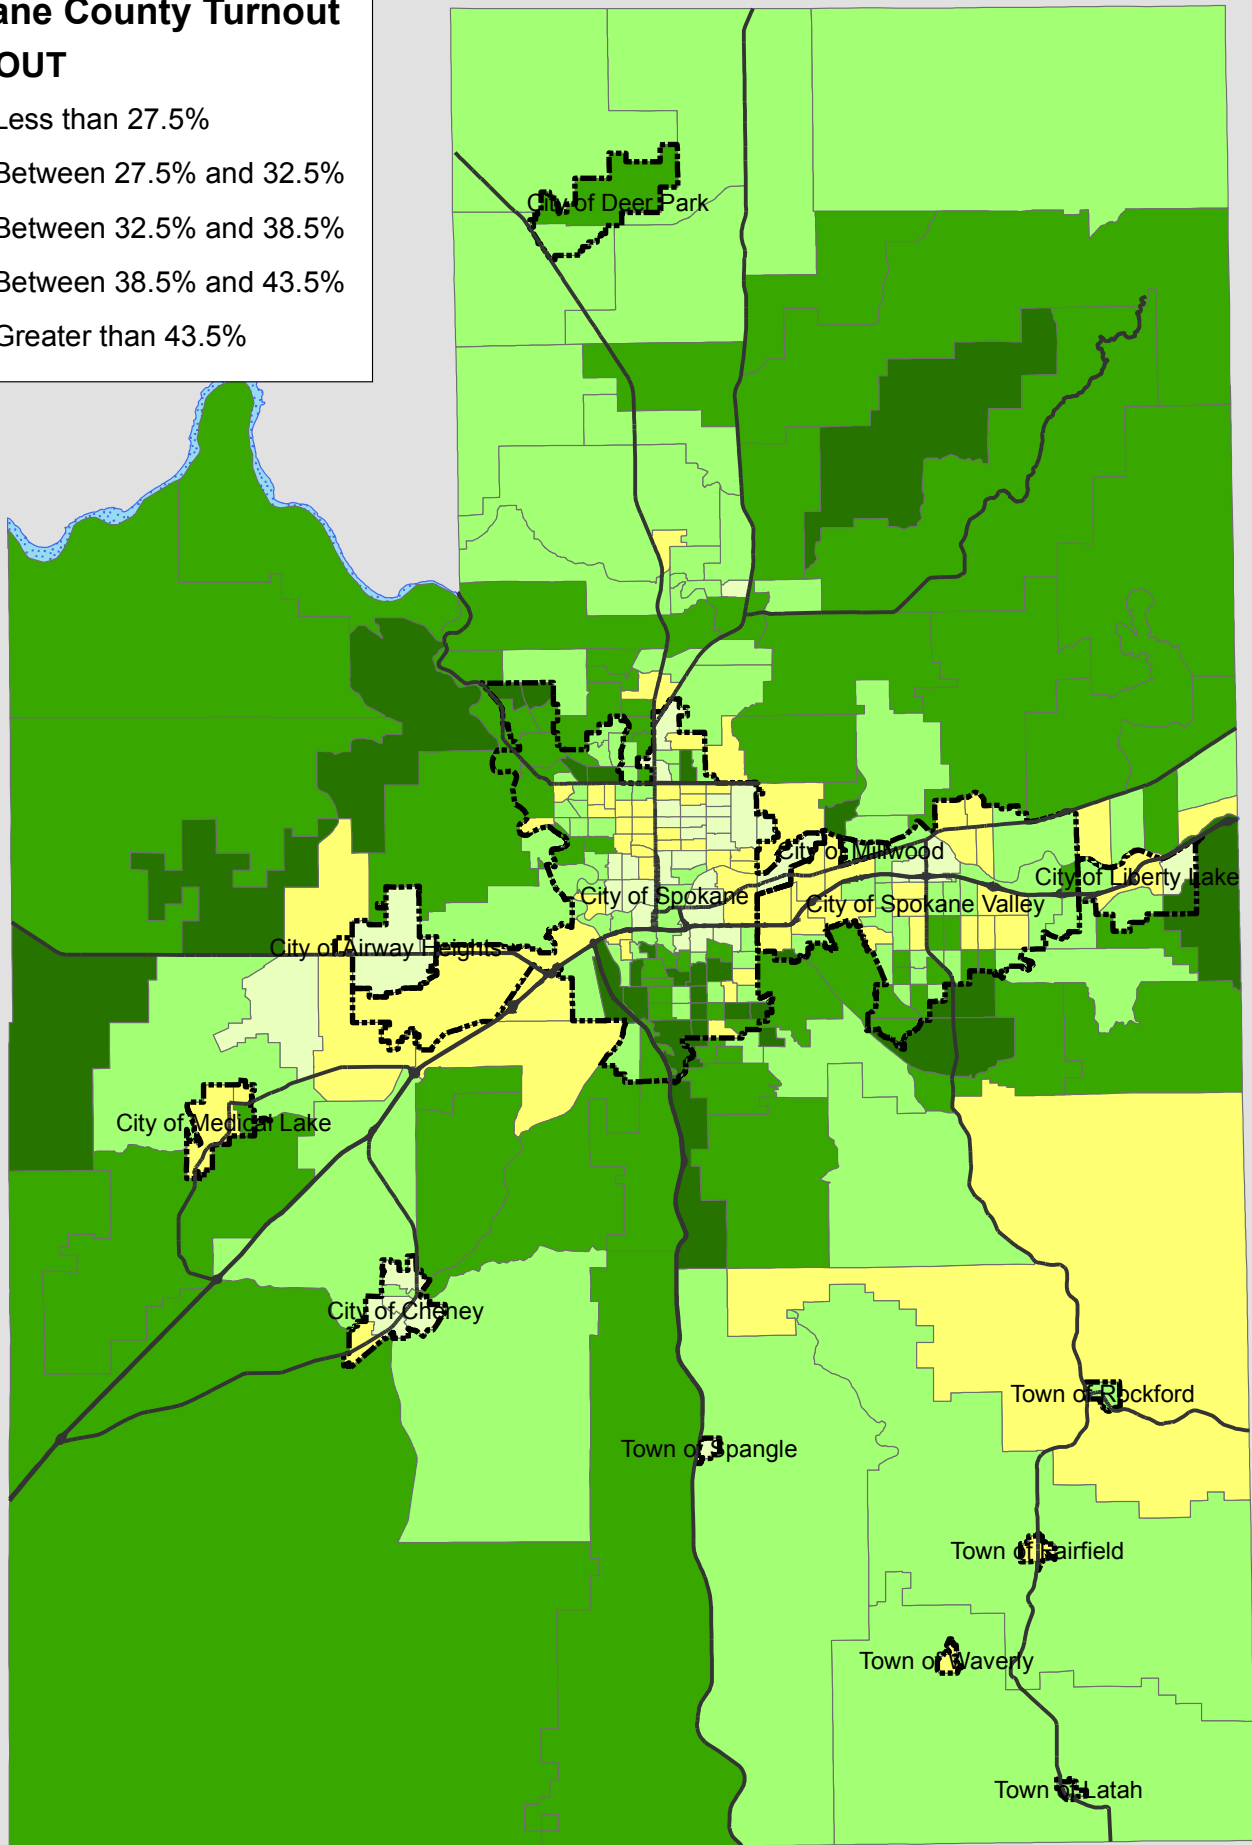 ane County Turnout
OUT
Less than 27.5%
Between 27.5% and 32.5%
Between 32.5% and 38.5%
Between 38.5% and 43.5%
Greater than 43.5%
City of Deer Park
City of Millwood
City of Liberty Lake
City of Spokane
City of Spokane Valley
City of Airway Heights
City of Medical Lake
City of Cheney
Town of Rockford
Town of Spangle
Town of Fairfield
Town of Waverly
Town of Latah